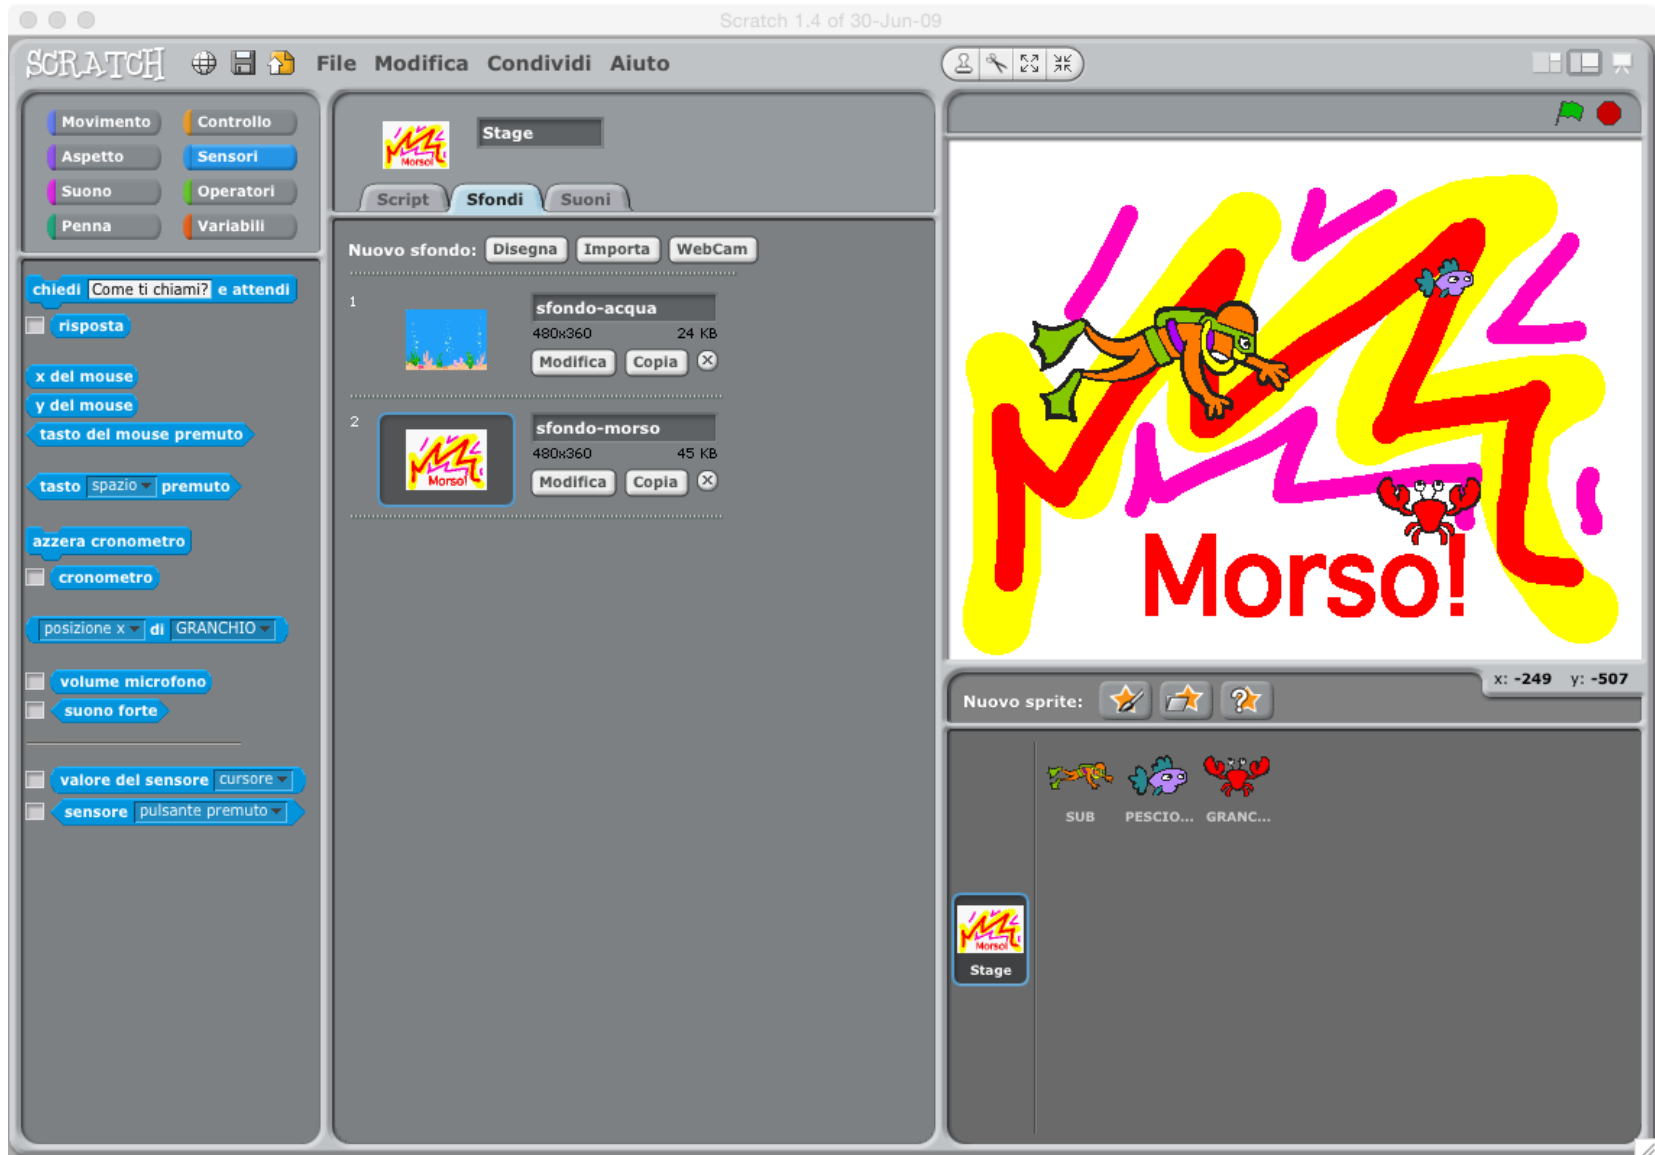 Scratch 1.4 of 30-Jun-09
SCRATCH File Modifica Condividi Aiuto
Movimento Controllo
Aspetto Sensori
Suono Operatori
Penna Variabili
chiedi Come ti chiami? e attendi
risposta
x del mouse
y del mouse
tasto del mouse premuto
tasto spazio premuto
azzera cronometro
cronometro
posizione x di GRANCHIO
volume microfono
suono forte
valore del sensore cursore
sensore pulsante premuto
Morso!
Stage
Script Sfondi Suoni
Nuovo sfondo: Disegna Importa WebCam
1
sfondo-acqua
480x360 24 KB
Modifica Copia
2
Morso!
sfondo-morso
480x360 45 KB
Modifica Copia
Morso!
x: -249 y: -507
Nuovo sprite:
SUB PESCIO... GRANC...
Morso!
Stage